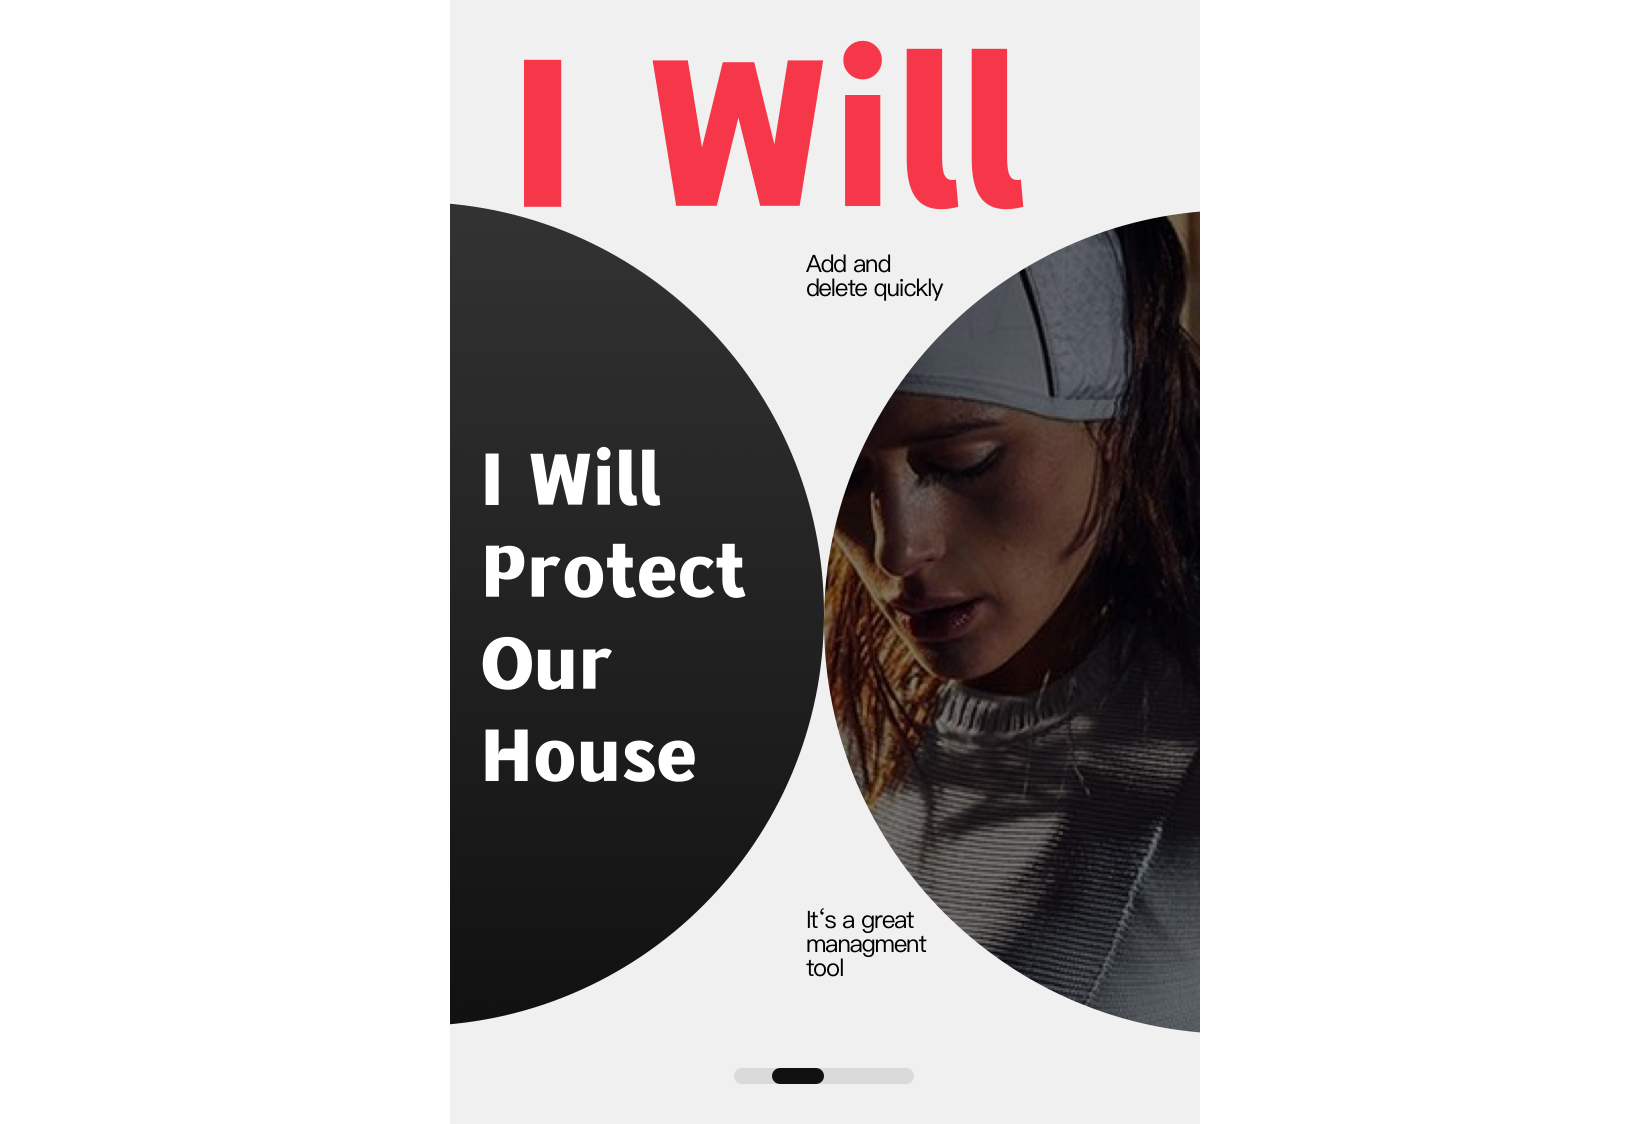 I Will
Add and
delete quickly
I Will
Protect
Our
House
It‘s a great
managment
tool